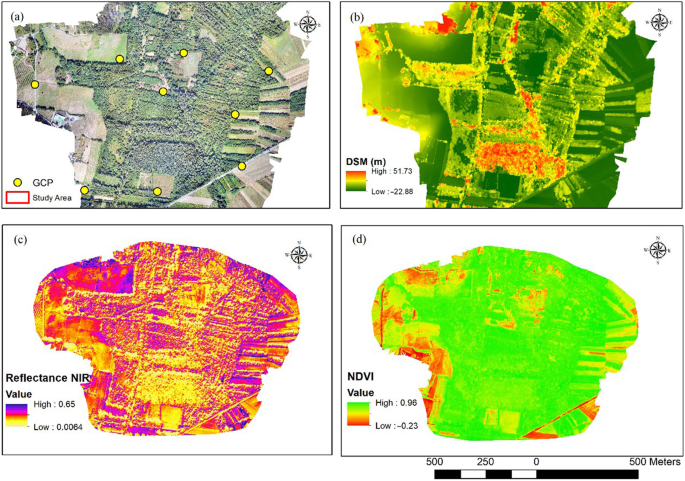 (a)
N
W E
S
GCP
Study Area
(b)
N
W E
S
DSM (m)
High : 51.73
Low : −22.88
(c)
N
S
Reflectance NIR
Value
High : 0.65
Low : 0.0064
(d)
N
S
NDVI
Value
High : 0.96
Low : −0.23
500 250 0 500 Meters